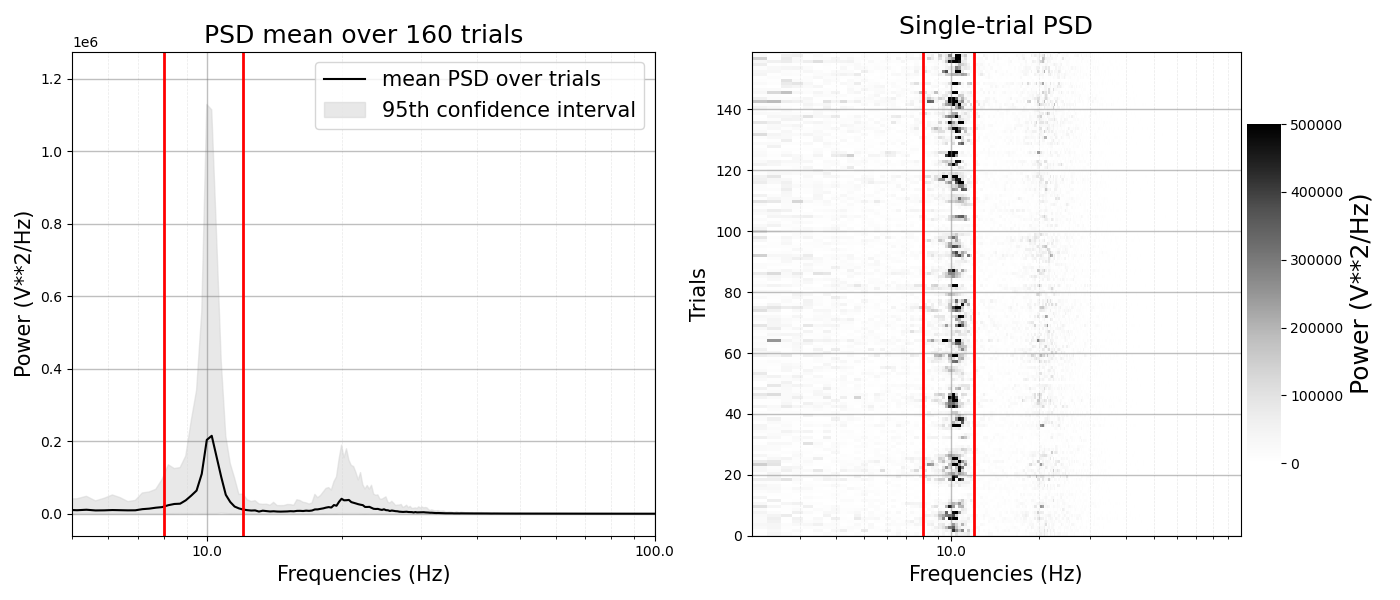 PSD mean over 160 trials
1e6
mean PSD over trials
95th confidence interval
1.2
1.0
0.8
0.6
0.4
0.2
0.0
Power (V**2/Hz)
10.0
100.0
Frequencies (Hz)
Single-trial PSD
140
120
100
80
60
40
20
0
Trials
10.0
Frequencies (Hz)
500000
400000
300000
200000
100000
0
Power (V**2/Hz)